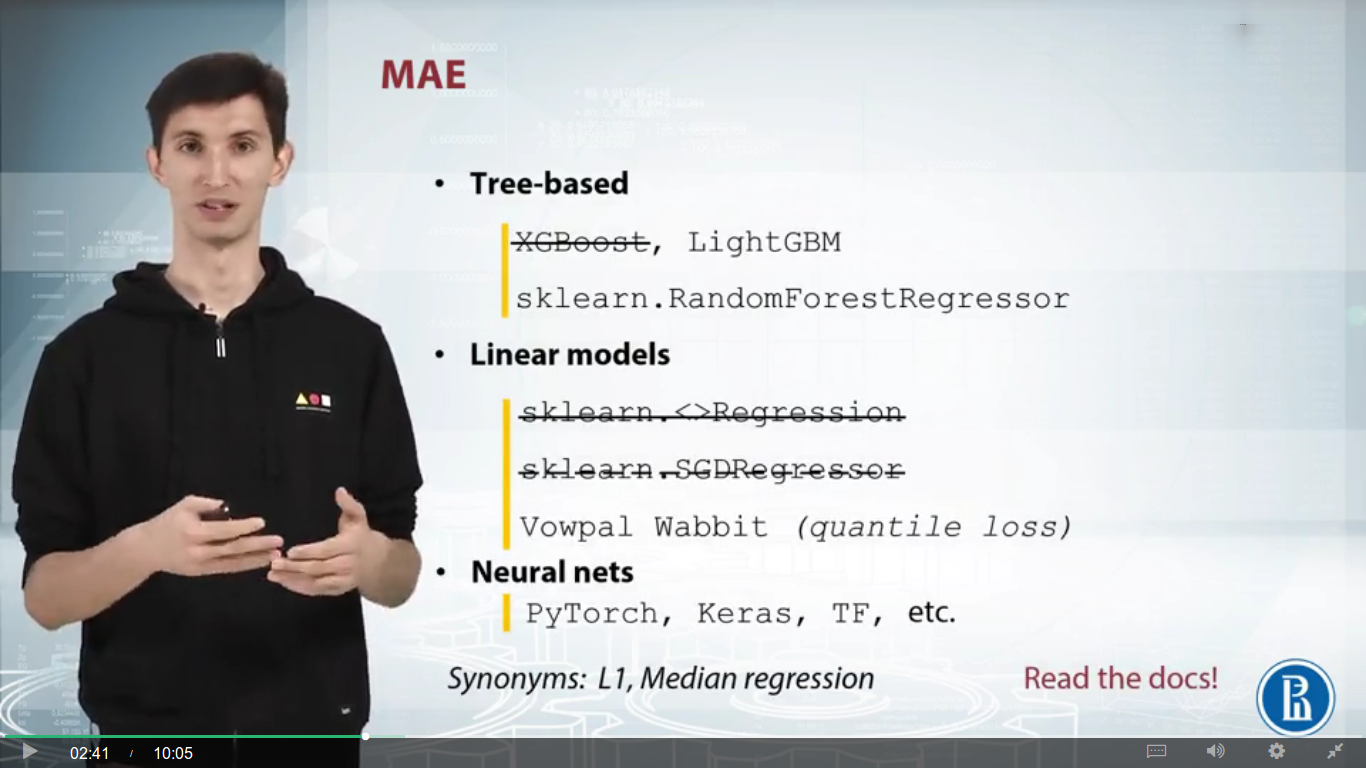 MAE
• Tree-based
XGBoost, LightGBM
sklearn.RandomForestRegressor
• Linear models
sklearn.<>Regression
sklearn.SGDRegressor
Vowpal Wabbit (quantile loss)
• Neural nets
PyTorch, Keras, TF, etc.
Synonyms: L1, Median regression
Read the docs!
02:41 / 10:05